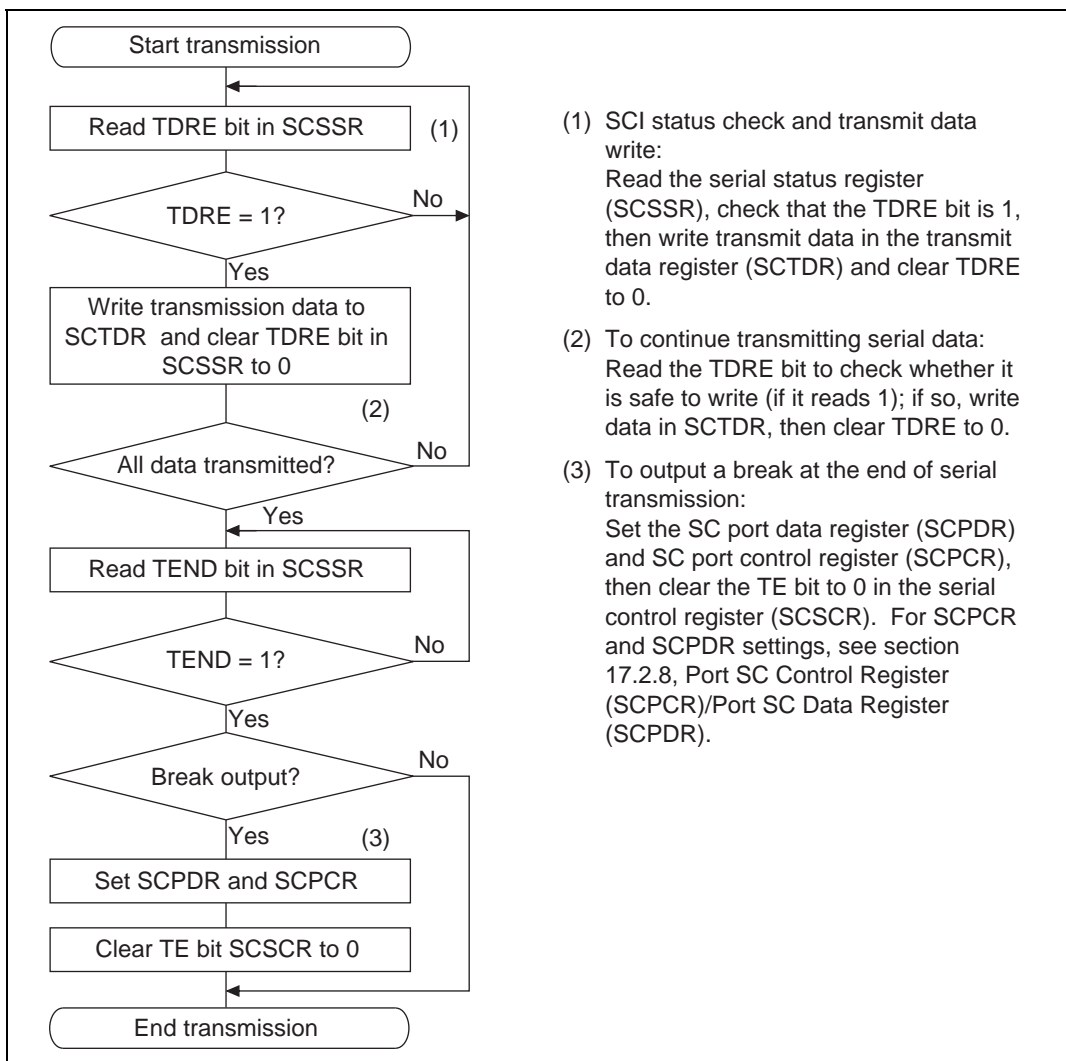 Start transmission
Read TDRE bit in SCSSR
(1)
TDRE = 1?
No
Yes
Write transmission data to
SCTDR  and clear TDRE bit in
SCSSR to 0
(2)
All data transmitted?
No
Yes
Read TEND bit in SCSSR
TEND = 1?
No
Yes
Break output?
No
Yes
(3)
Set SCPDR and SCPCR
Clear TE bit SCSCR to 0
End transmission
(1) SCI status check and transmit data
write:
Read the serial status register
(SCSSR), check that the TDRE bit is 1,
then write transmit data in the transmit
data register (SCTDR) and clear TDRE
to 0.
(2) To continue transmitting serial data:
Read the TDRE bit to check whether it
is safe to write (if it reads 1); if so, write
data in SCTDR, then clear TDRE to 0.
(3) To output a break at the end of serial
transmission:
Set the SC port data register (SCPDR)
and SC port control register (SCPCR),
then clear the TE bit to 0 in the serial
control register (SCSCR).  For SCPCR
and SCPDR settings, see section
17.2.8, Port SC Control Register
(SCPCR)/Port SC Data Register
(SCPDR).